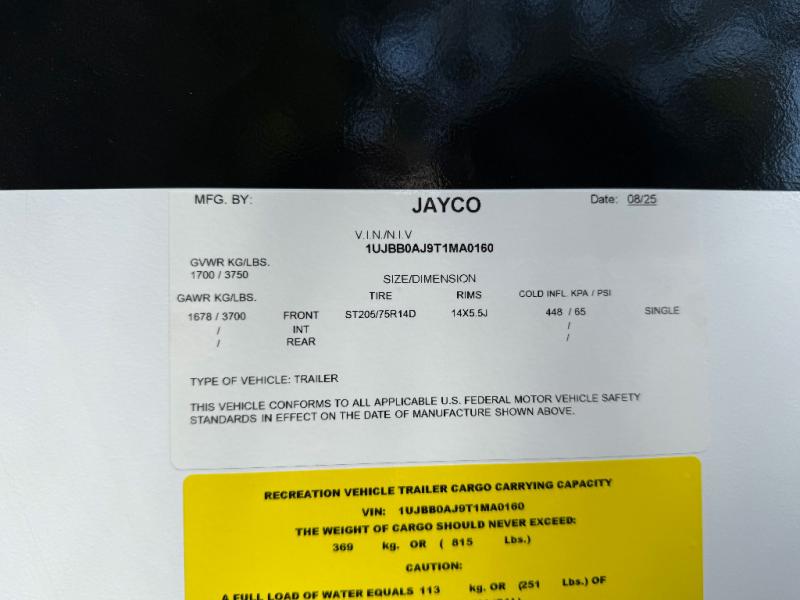 MFG. BY: JAYCO Date: 08/25
V.I.N./N.I.V
1UJBB0AJ9T1MA0160
GVWR KG/LBS.
1700 / 3750
SIZE/DIMENSION
GAWR KG/LBS. TIRE RIMS COLD INFL. KPA / PSI
1678 / 3700 FRONT ST205/75R14D 14X5.5J 448 / 65 SINGLE
/ INT /
/ REAR /
TYPE OF VEHICLE: TRAILER
THIS VEHICLE CONFORMS TO ALL APPLICABLE U.S. FEDERAL MOTOR VEHICLE SAFETY
STANDARDS IN EFFECT ON THE DATE OF MANUFACTURE SHOWN ABOVE.
RECREATION VEHICLE TRAILER CARGO CARRYING CAPACITY
VIN: 1UJBB0AJ9T1MA0160
THE WEIGHT OF CARGO SHOULD NEVER EXCEED:
369 kg. OR ( 815 Lbs.)
CAUTION:
A FULL LOAD OF WATER EQUALS 113 kg. OR (251 Lbs.) OF